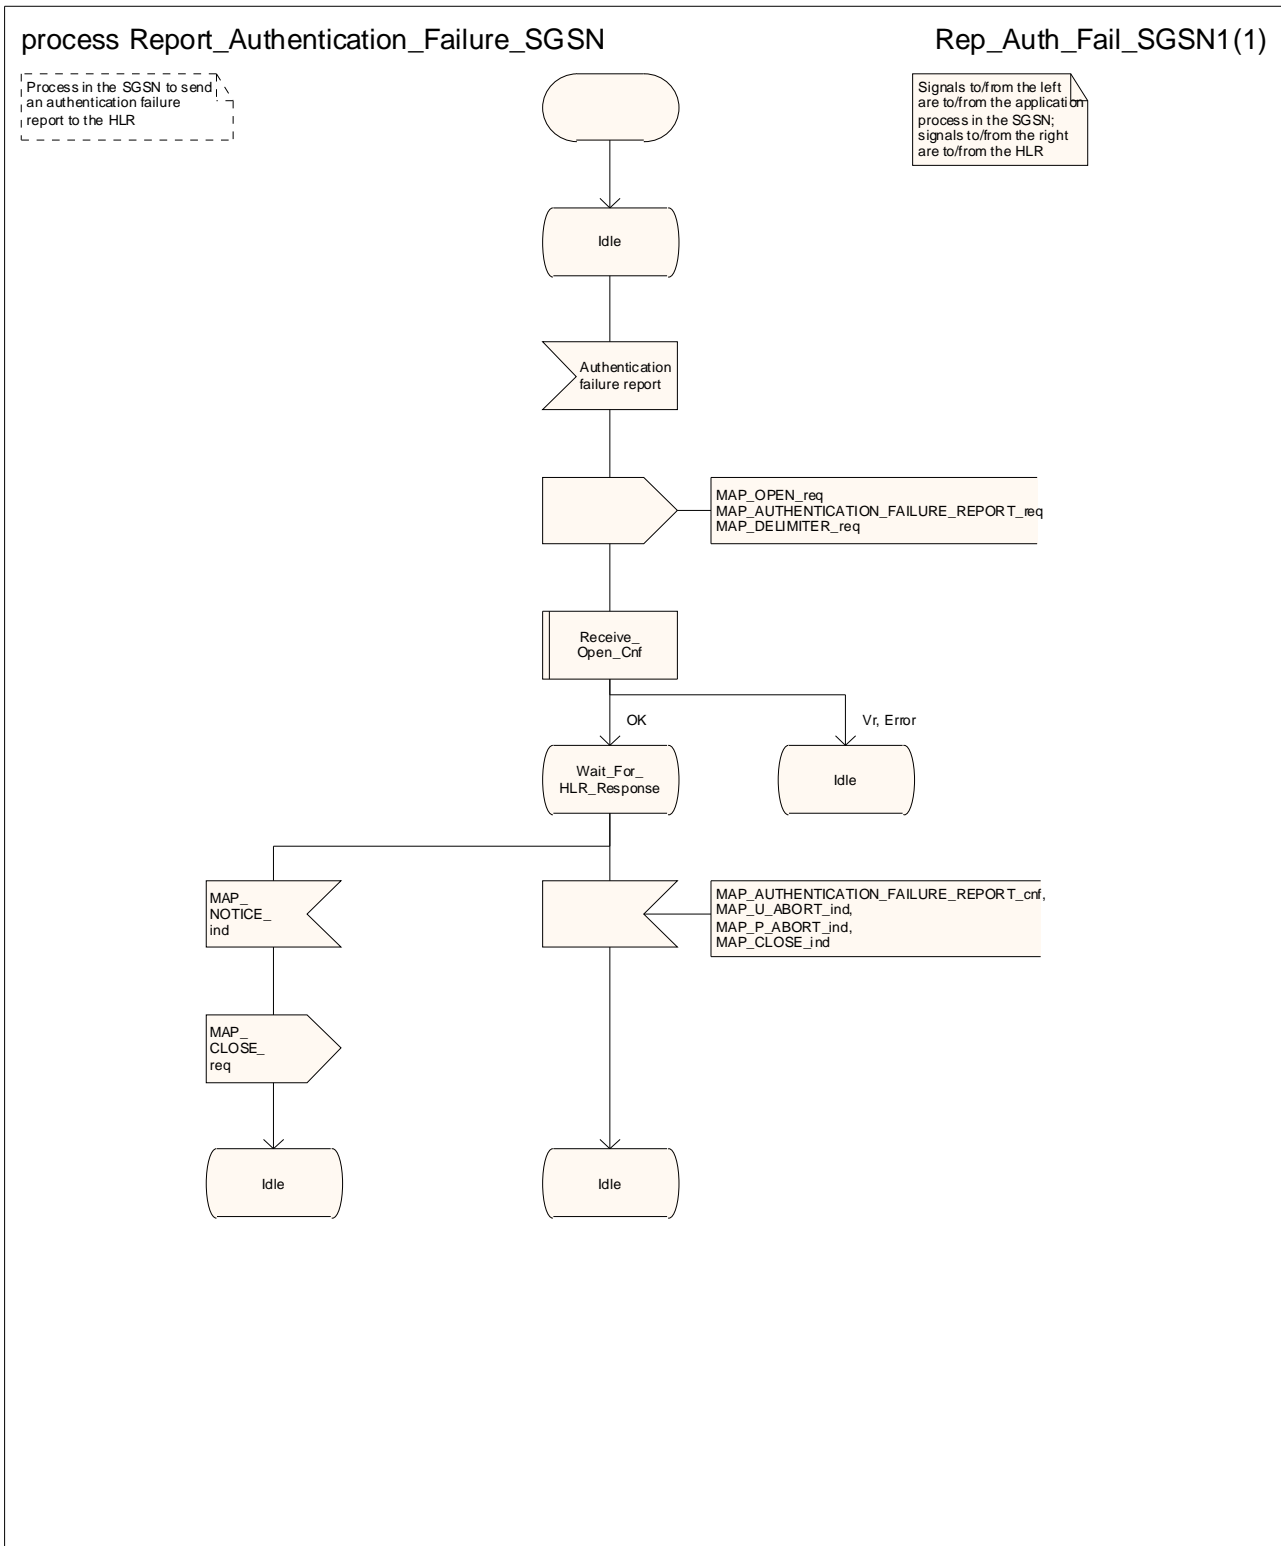 process Report_Authentication_Failure_SGSN
Rep_Auth_Fail_SGSN1(1)
Process in the SGSN to send
an authentication failure
report to the HLR
Signals to/from the left
are to/from the application
process in the SGSN;
signals to/from the right
are to/from the HLR
Idle
Authentication
failure report
MAP_OPEN_req
MAP_AUTHENTICATION_FAILURE_REPORT_req
MAP_DELIMITER_req
Receive_
Open_Cnf
OK
Vr, Error
Wait_For_
HLR_Response
Idle
MAP_
NOTICE_
ind
MAP_AUTHENTICATION_FAILURE_REPORT_cnf,
MAP_U_ABORT_ind,
MAP_P_ABORT_ind,
MAP_CLOSE_ind
MAP_
CLOSE_
req
Idle
Idle